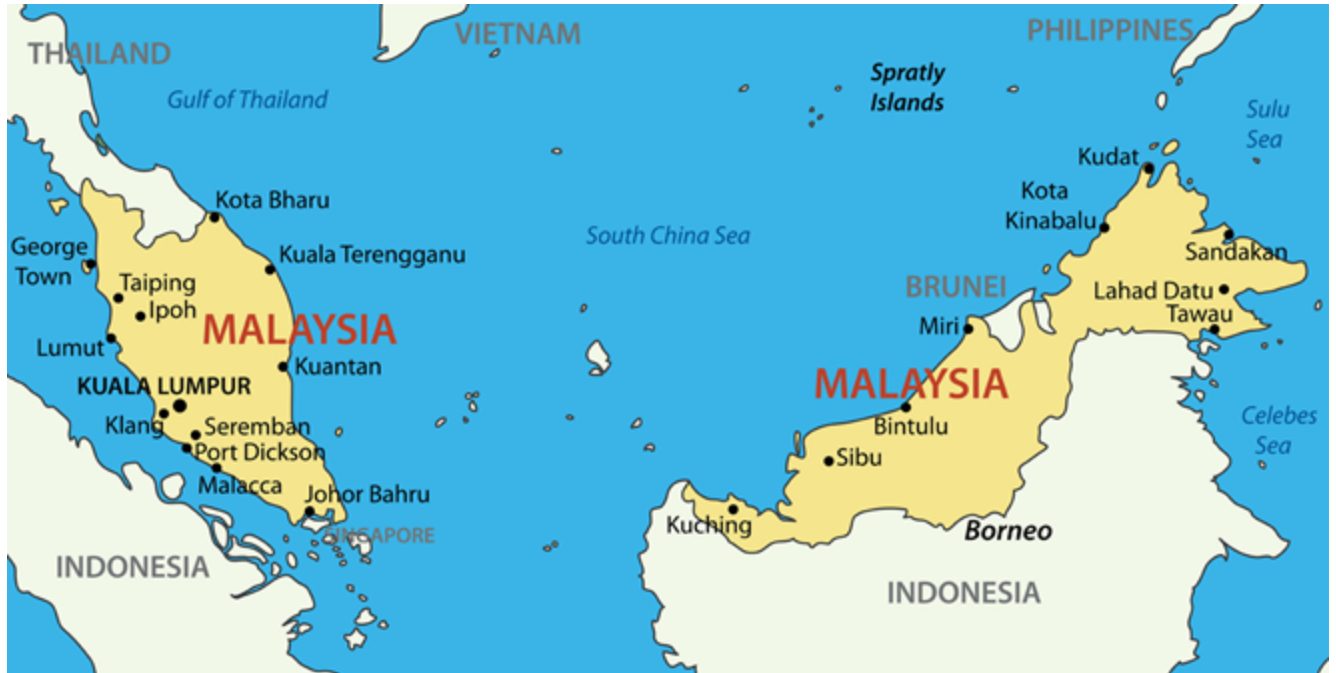 THAILAND
VIETNAM
PHILIPPINES
Gulf of Thailand
Spratly
Islands
Sulu
Sea
Kudat
Kota
Kinabalu
Kota Bharu
South China Sea
George
Town
Kuala Terengganu
Sandakan
Taiping
Ipoh
BRUNEI
Lahad Datu
Tawau
MALAYSIA
Miri
Lumut
Kuantan
KUALA LUMPUR
MALAYSIA
Klang
Seremban
Bintulu
Celebes
Sea
Port Dickson
Sibu
Malacca
Johor Bahru
Kuching
SINGAPORE
Borneo
INDONESIA
INDONESIA